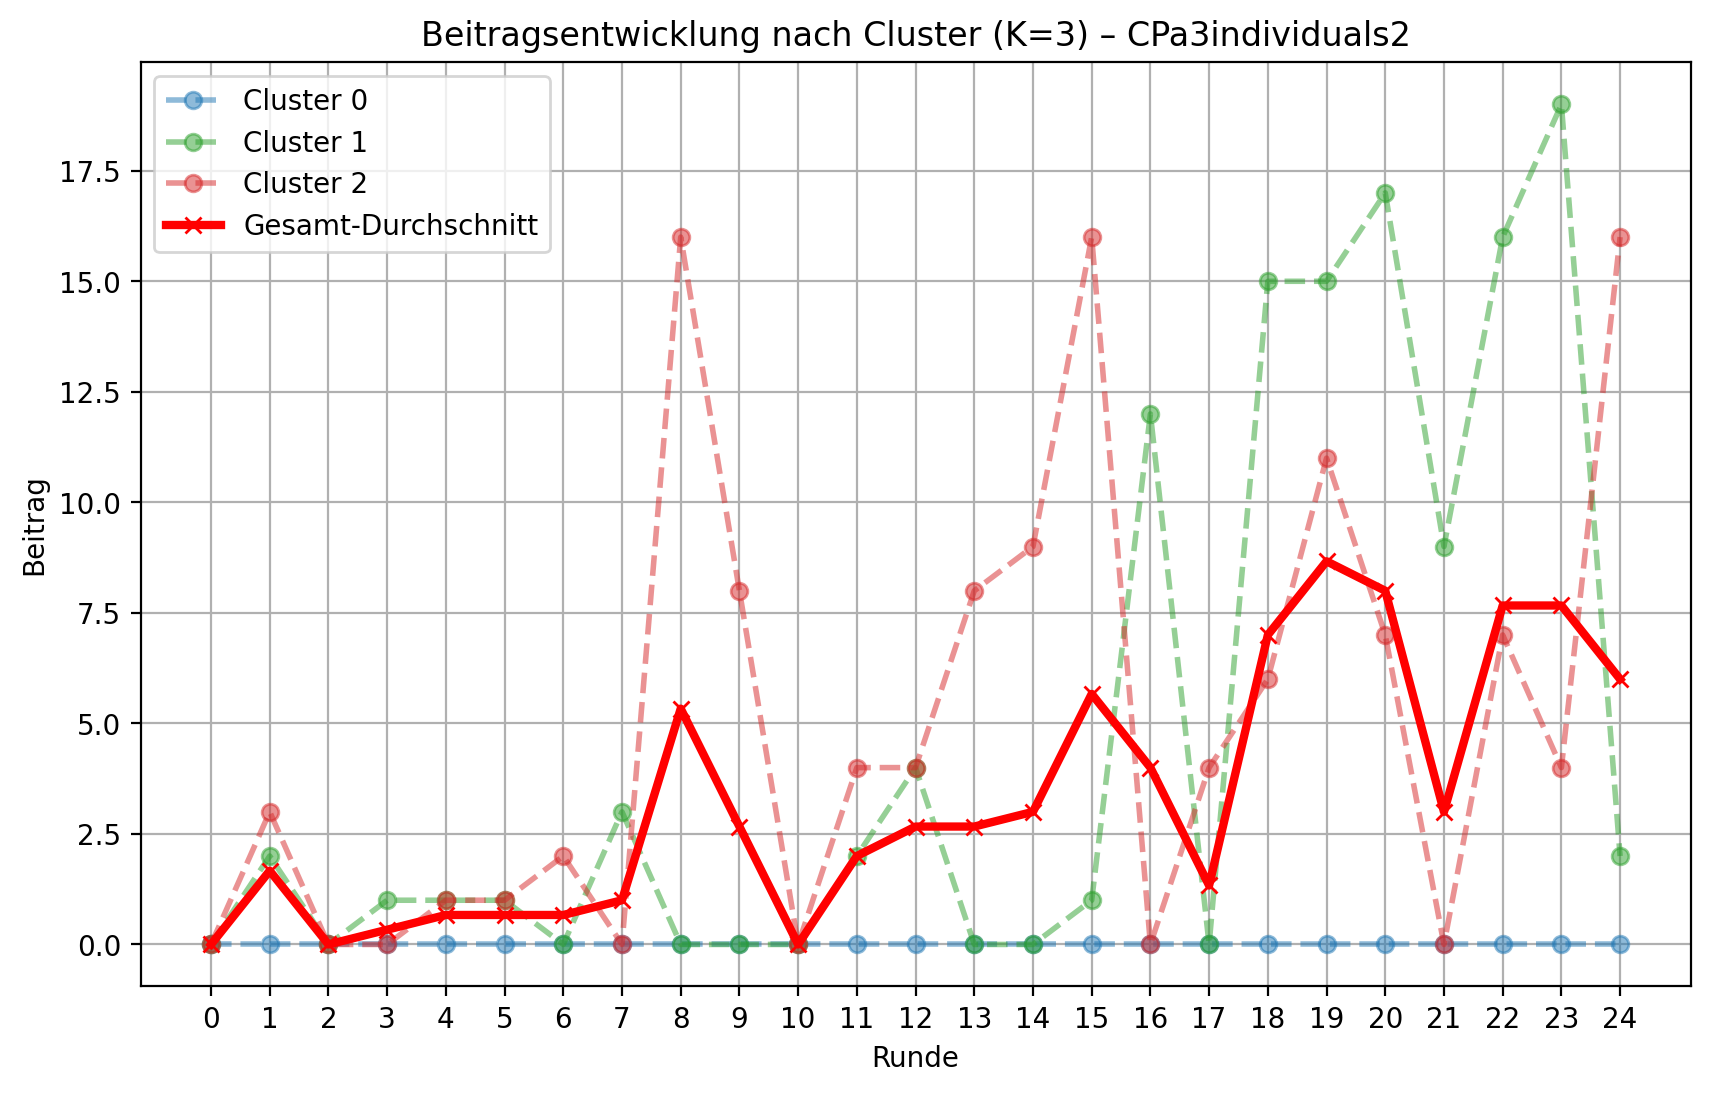 Beitragsentwicklung nach Cluster (K=3) – CPa3individuals2
Cluster 0
Cluster 1
Cluster 2
Gesamt-Durchschnitt
17.5
15.0
12.5
10.0
7.5
5.0
2.5
0.0
Beitrag
0 1 2 3 4 5 6 7 8 9 10 11 12 13 14 15 16 17 18 19 20 21 22 23 24
Runde